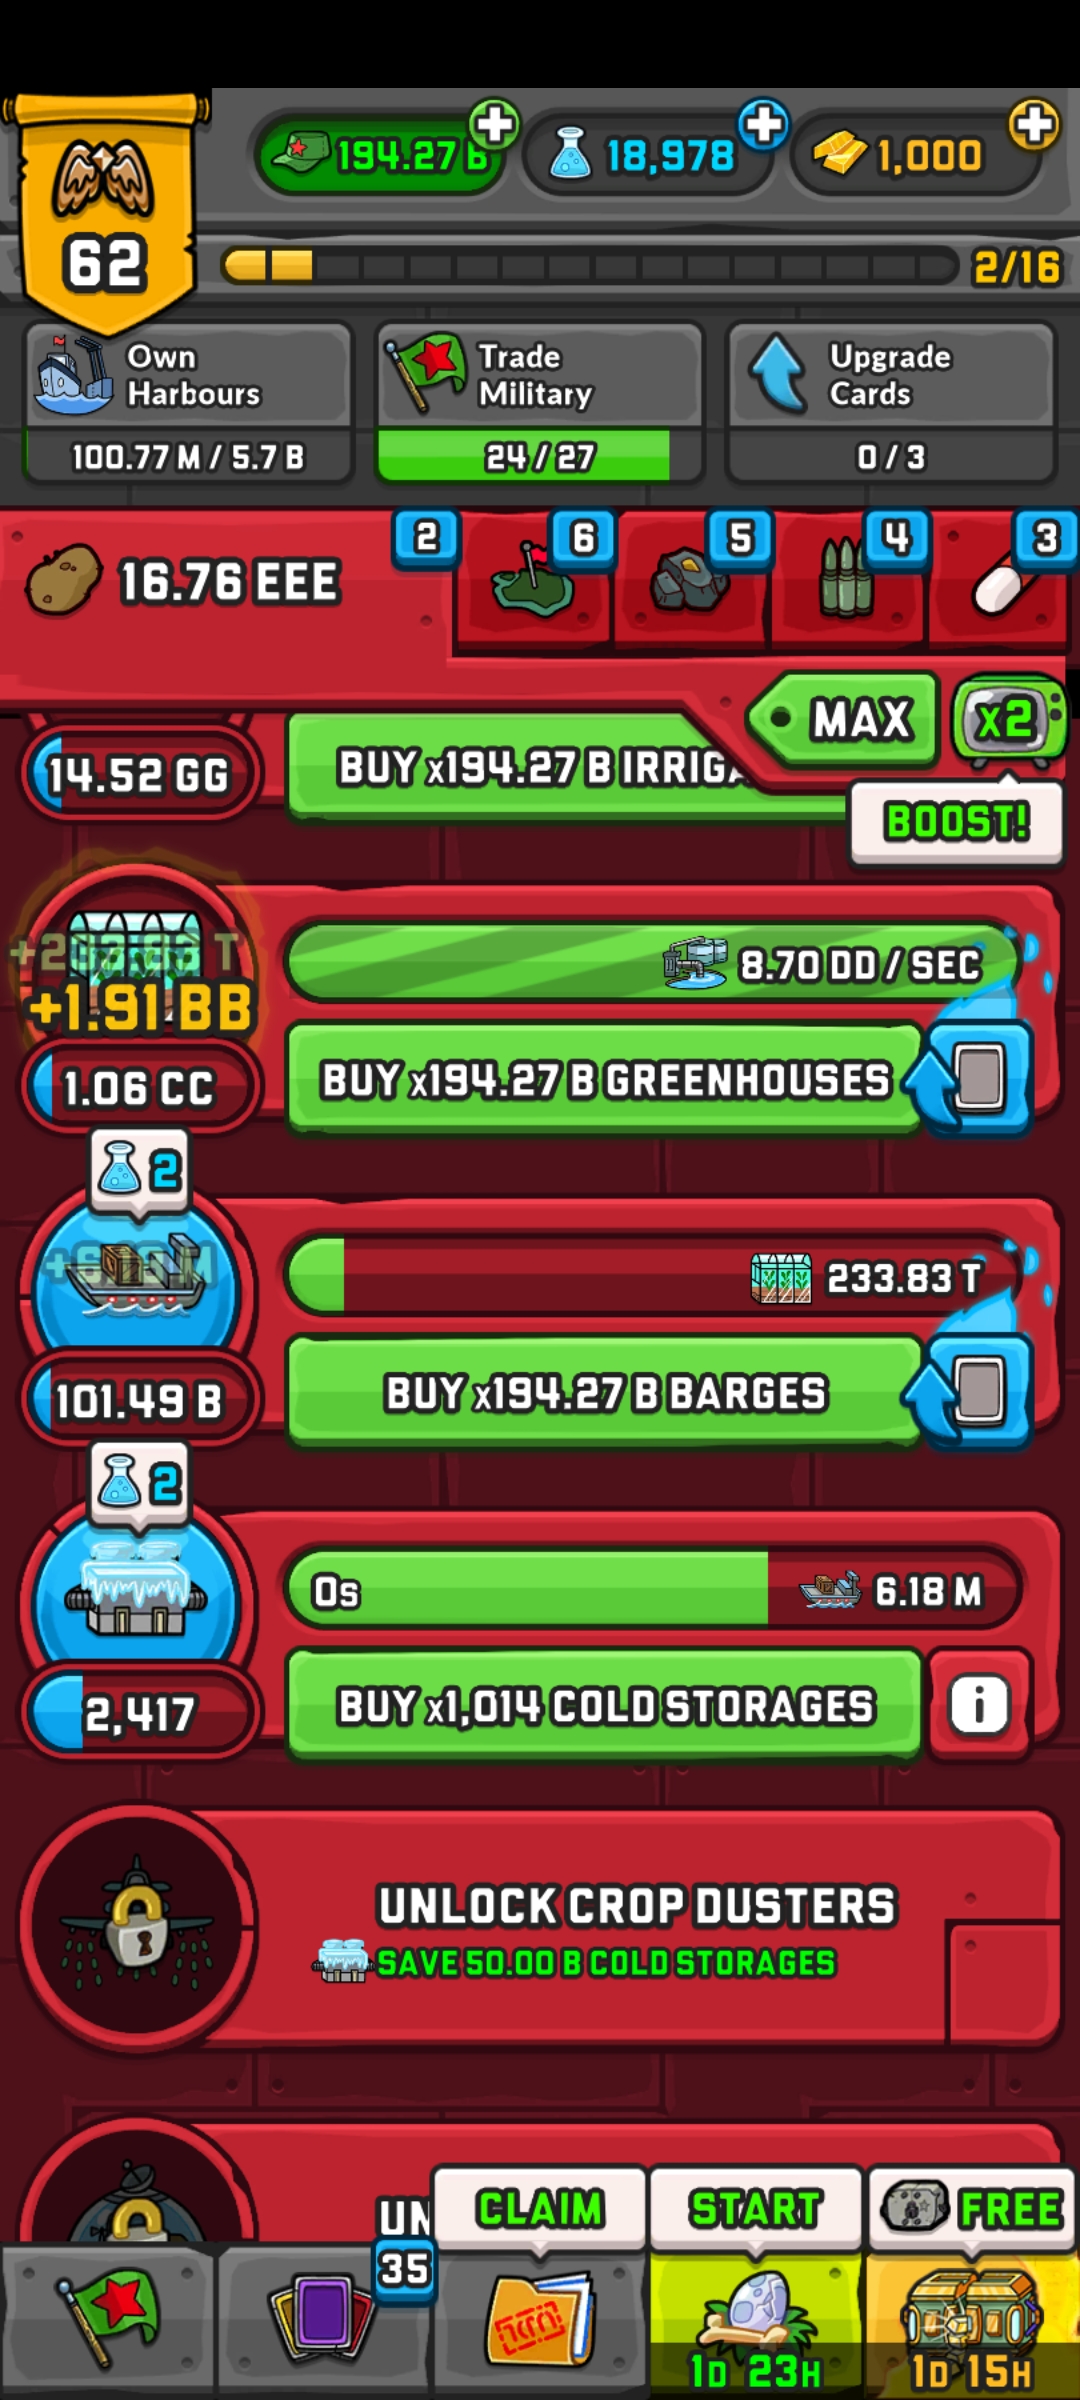 194.27 B
18,978
1,000
62
2/16
Own
Harbours
Trade
Military
Upgrade
Cards
100.77 M / 5.7 B
24 / 27
0 / 3
16.76 EEE
2
6
5
4
3
MAX
x2
14.52 GG
BUY x194.27 B
BOOST!
8.70 DD / SEC
+1.91 BB
1.06 CC
BUY x194.27 B GREENHOUSES
2
233.83 T
101.49 B
BUY x194.27 B BARGES
2
0s
6.18 M
2,417
BUY x1,014 COLD STORAGES
i
UNLOCK CROP DUSTERS
SAVE 50.00 B COLD STORAGES
UN
CLAIM
START
FREE
35
1D 23H
1D 15H